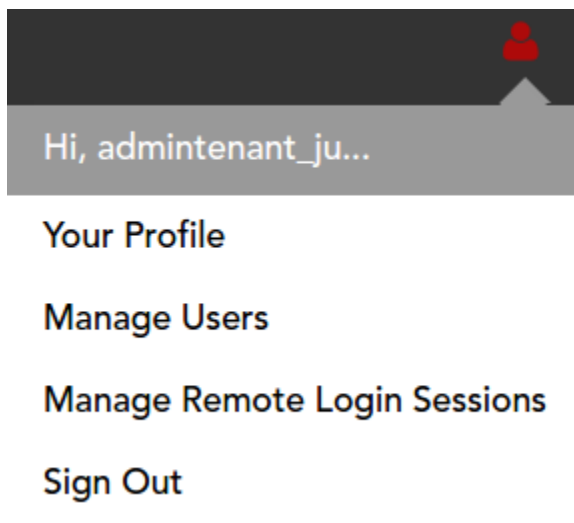 Hi, admintenant_ju...
Your Profile
Manage Users
Manage Remote Login Sessions
Sign Out